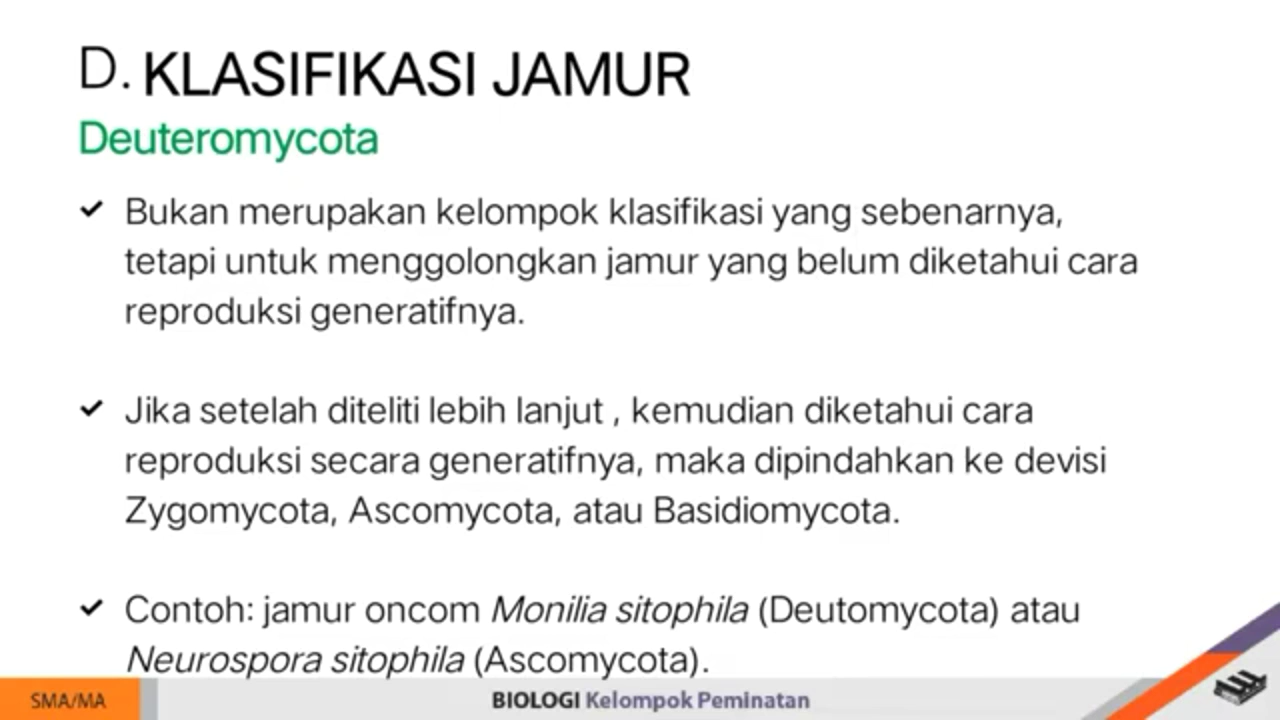 D. KLASIFIKASI JAMUR
Deuteromycota
✔ Bukan merupakan kelompok klasifikasi yang sebenarnya,
tetapi untuk menggolongkan jamur yang belum diketahui cara
reproduksi generatifnya.
✔ Jika setelah diteliti lebih lanjut , kemudian diketahui cara
reproduksi secara generatifnya, maka dipindahkan ke devisi
Zygomycota, Ascomycota, atau Basidiomycota.
✔ Contoh: jamur oncom Monilia sitophila (Deutomycota) atau
Neurospora sitophila (Ascomycota).
SMA/MA
BIOLOGI Kelompok Peminatan